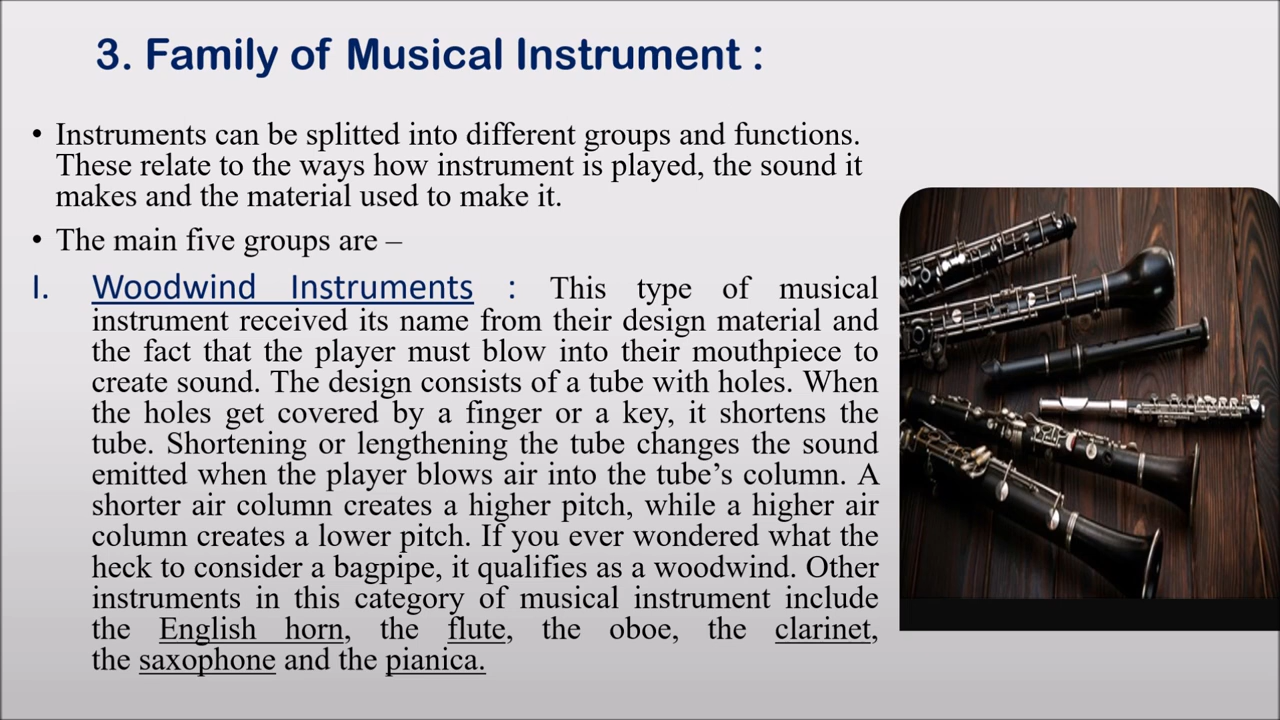 3. Family of Musical Instrument :
• Instruments can be splitted into different groups and functions.
These relate to the ways how instrument is played, the sound it
makes and the material used to make it.
• The main five groups are –
I. Woodwind Instruments : This type of musical
instrument received its name from their design material and
the fact that the player must blow into their mouthpiece to
create sound. The design consists of a tube with holes. When
the holes get covered by a finger or a key, it shortens the
tube. Shortening or lengthening the tube changes the sound
emitted when the player blows air into the tube’s column. A
shorter air column creates a higher pitch, while a higher air
column creates a lower pitch. If you ever wondered what the
heck to consider a bagpipe, it qualifies as a woodwind. Other
instruments in this category of musical instrument include
the English horn, the flute, the oboe, the clarinet,
the saxophone and the pianica.